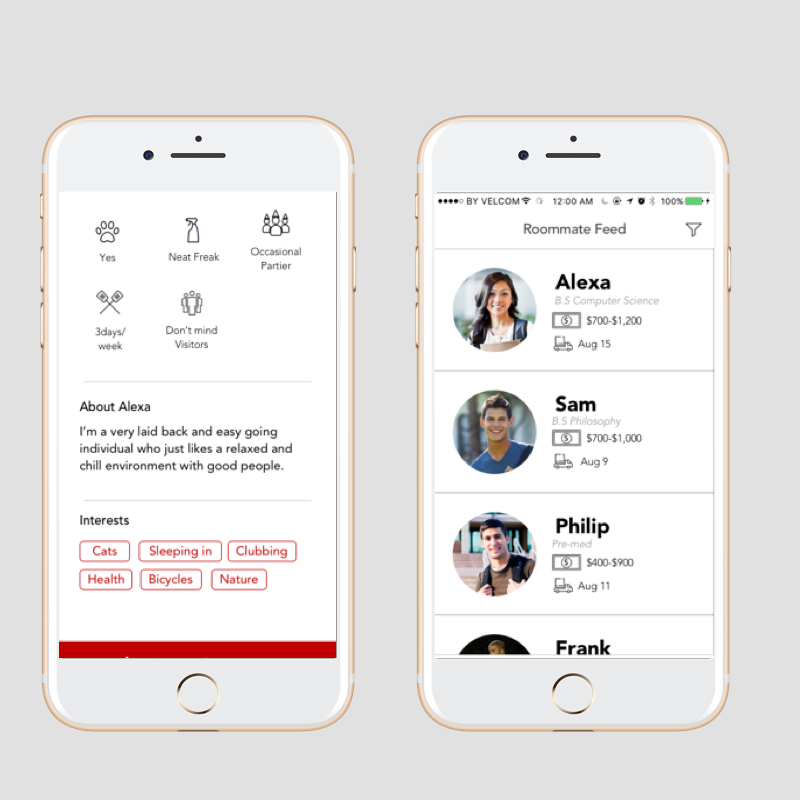 Yes
Neat Freak
Occasional
Partier
3days/
week
Don't mind
Visitors
About Alexa
I'm a very laid back and easy going
individual who just likes a relaxed and
chill environment with good people.
Interests
Cats
Sleeping in
Clubbing
Health
Bicycles
Nature
BY VELCOM 12:00 AM 100%
Roommate Feed
Alexa
B.S Computer Science
$700-$1,200
Aug 15
Sam
B.S Philosophy
$700-$1,000
Aug 9
Philip
Pre-med
$400-$900
Aug 11
Frank